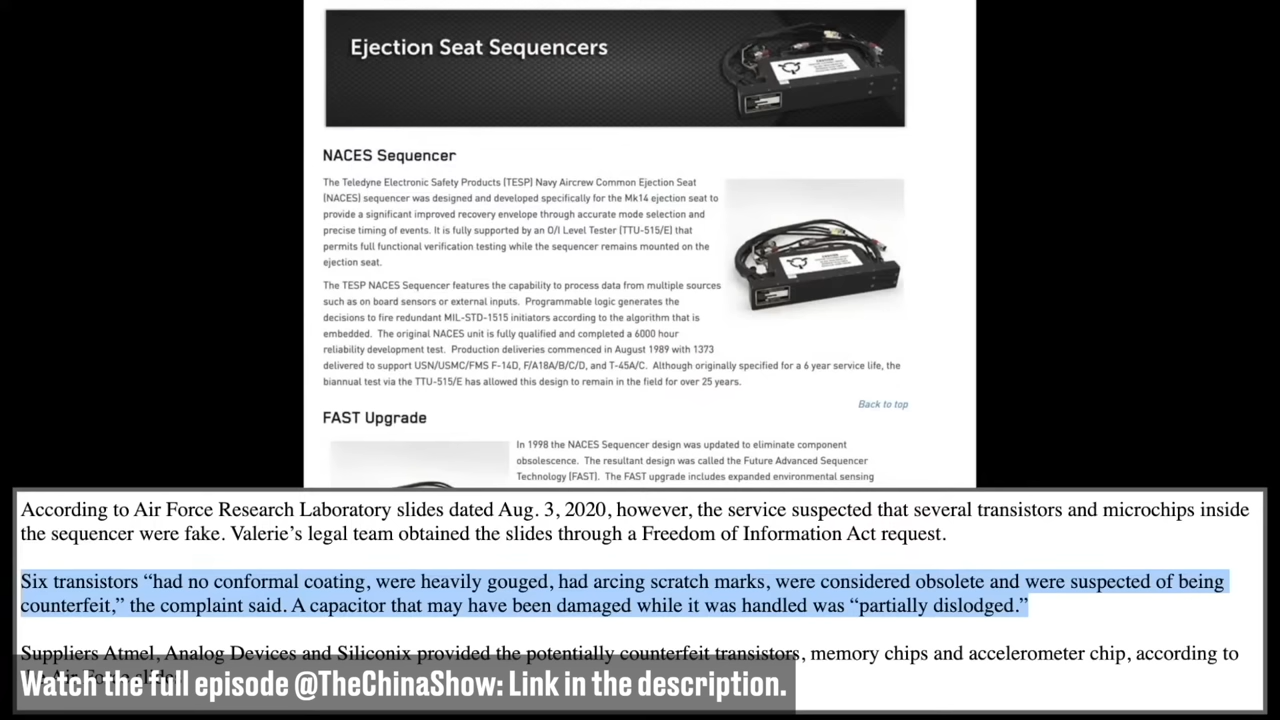 Ejection Seat Sequencers
NACES Sequencer
The Teledyne Electronic Safety Products (TESP) Navy Aircrew Common Ejection Seat
(NACES) sequencer was designed and developed specifically for the Mk14 ejection seat to
provide a significant improved recovery envelope through accurate mode selection and
precise timing of events. It is fully supported by an O/I Level Tester (TTU-515/E) that
permits full functional verification testing while the sequencer remains mounted on the
ejection seat.
The TESP NACES Sequencer features the capability to process data from multiple sources
such as on board sensors or external inputs. Programmable logic generates the
decisions to fire redundant MIL-STD-1515 initiators according to the algorithm that is
embedded. The original NACES unit is fully qualified and completed a 6000 hour
reliability development test. Production deliveries commenced in August 1989 with 1373
delivered to support USN/USMC/FMS F-14D, F/A18A/B/C/D, and T-45A/C. Although originally specified for a 6 year service life, the
biannual test via the TTU-515/E has allowed this design to remain in the field for over 25 years.
Back to top
FAST Upgrade
In 1998 the NACES Sequencer design was updated to eliminate component
obsolescence. The resultant design was called the Future Advanced Sequencer
Technology (FAST). The FAST upgrade includes expanded environmental sensing
According to Air Force Research Laboratory slides dated Aug. 3, 2020, however, the service suspected that several transistors and microchips inside
the sequencer were fake. Valerie’s legal team obtained the slides through a Freedom of Information Act request.
Six transistors “had no conformal coating, were heavily gouged, had arcing scratch marks, were considered obsolete and were suspected of being
counterfeit,” the complaint said. A capacitor that may have been damaged while it was handled was “partially dislodged.”
Suppliers Atmel, Analog Devices and Siliconix provided the potentially counterfeit transistors, memory chips and accelerometer chip, according to
Watch the full episode @TheChinaShow: Link in the description.